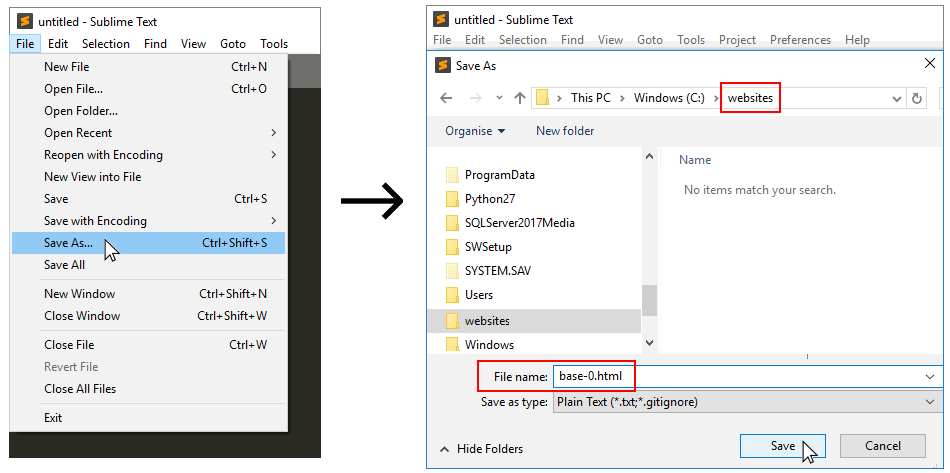 untitled - Sublime Text
File Edit Selection Find View Goto Tools
New File Ctrl+N
Open File... Ctrl+O
Open Folder...
Open Recent
Reopen with Encoding
New View into File
Save Ctrl+S
Save with Encoding
Save As... Ctrl+Shift+S
Save All
New Window Ctrl+Shift+N
Close Window Ctrl+Shift+W
Close File Ctrl+W
Revert File
Close All Files
Exit
untitled - Sublime Text
File Edit Selection Find View Goto Tools Project Preferences Help
Save As
This PC Windows (C:) websites
Organise New folder
ProgramData
Python27
SQLServer2017Media
SWSetup
SYSTEM.SAV
Users
websites
Windows
Name
No items match your search.
File name: base-0.html
Save as type: Plain Text (*.txt;*.gitignore)
Hide Folders Save Cancel